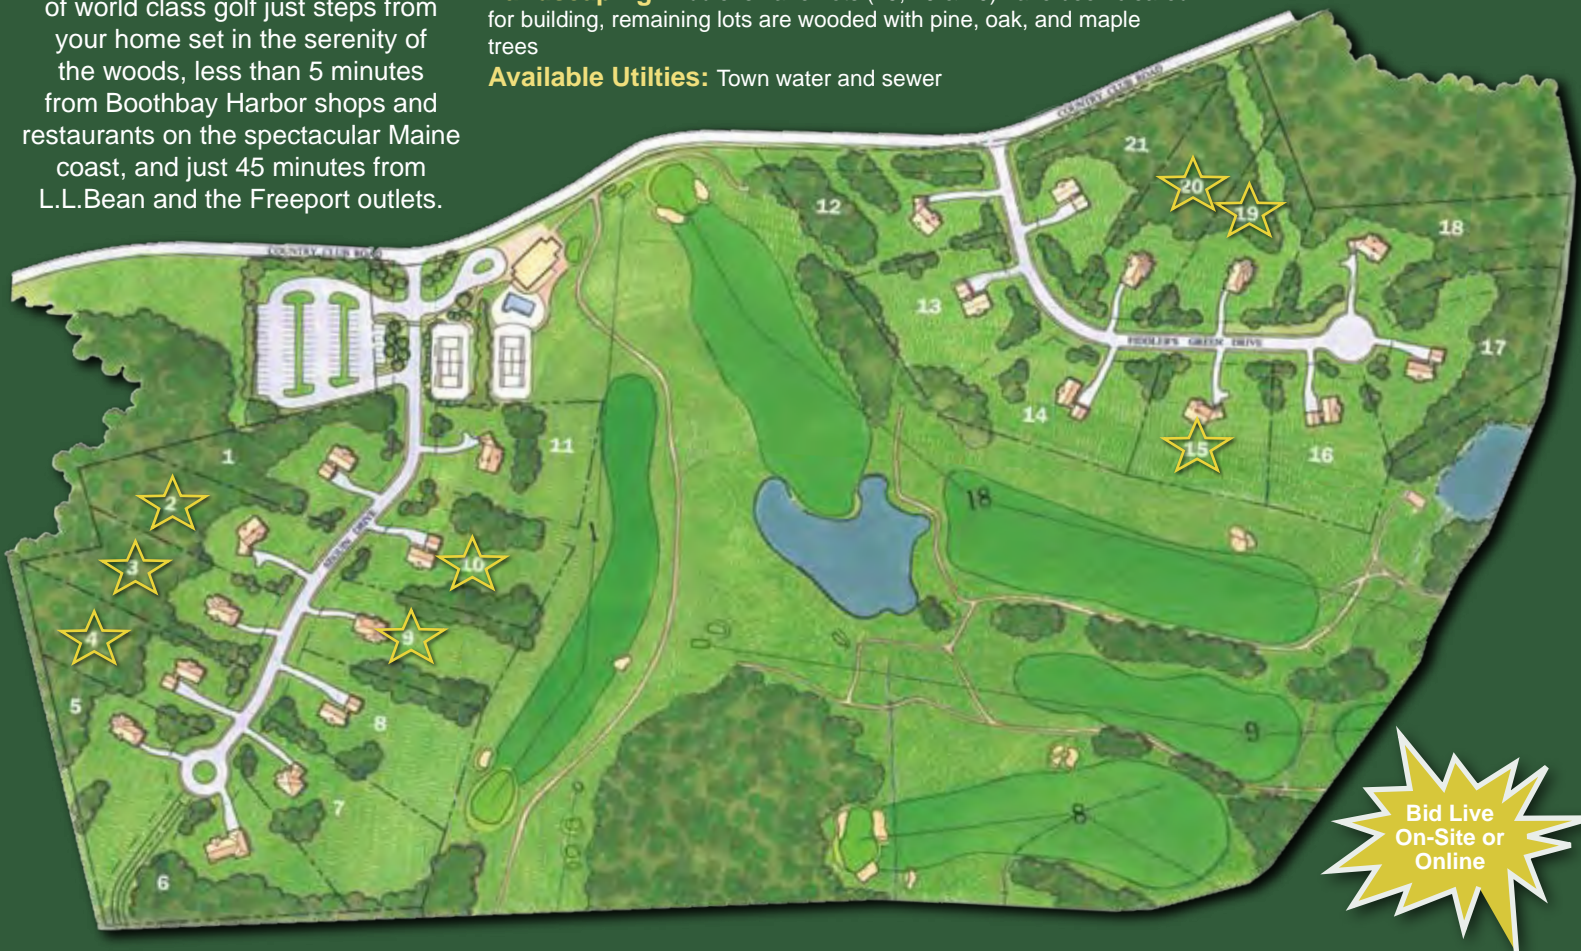 of world class golf just steps from
your home set in the serenity of
the woods, less than 5 minutes
from Boothbay Harbor shops and
restaurants on the spectacular Maine
coast, and just 45 minutes from
L.L.Bean and the Freeport outlets.
for building, remaining lots are wooded with pine, oak, and maple
trees
Available Utilties: Town water and sewer
COUNTRY CLUB ROAD
21
20
19
12
18
COUNTRY CLUB ROAD
13
FIDDLER'S GREEN DRIVE
17
14
15
16
1
11
2
18
1
SEGUIN DRIVE
3
10
4
9
5
8
9
7
8
6
Bid Live
On-Site or
Online